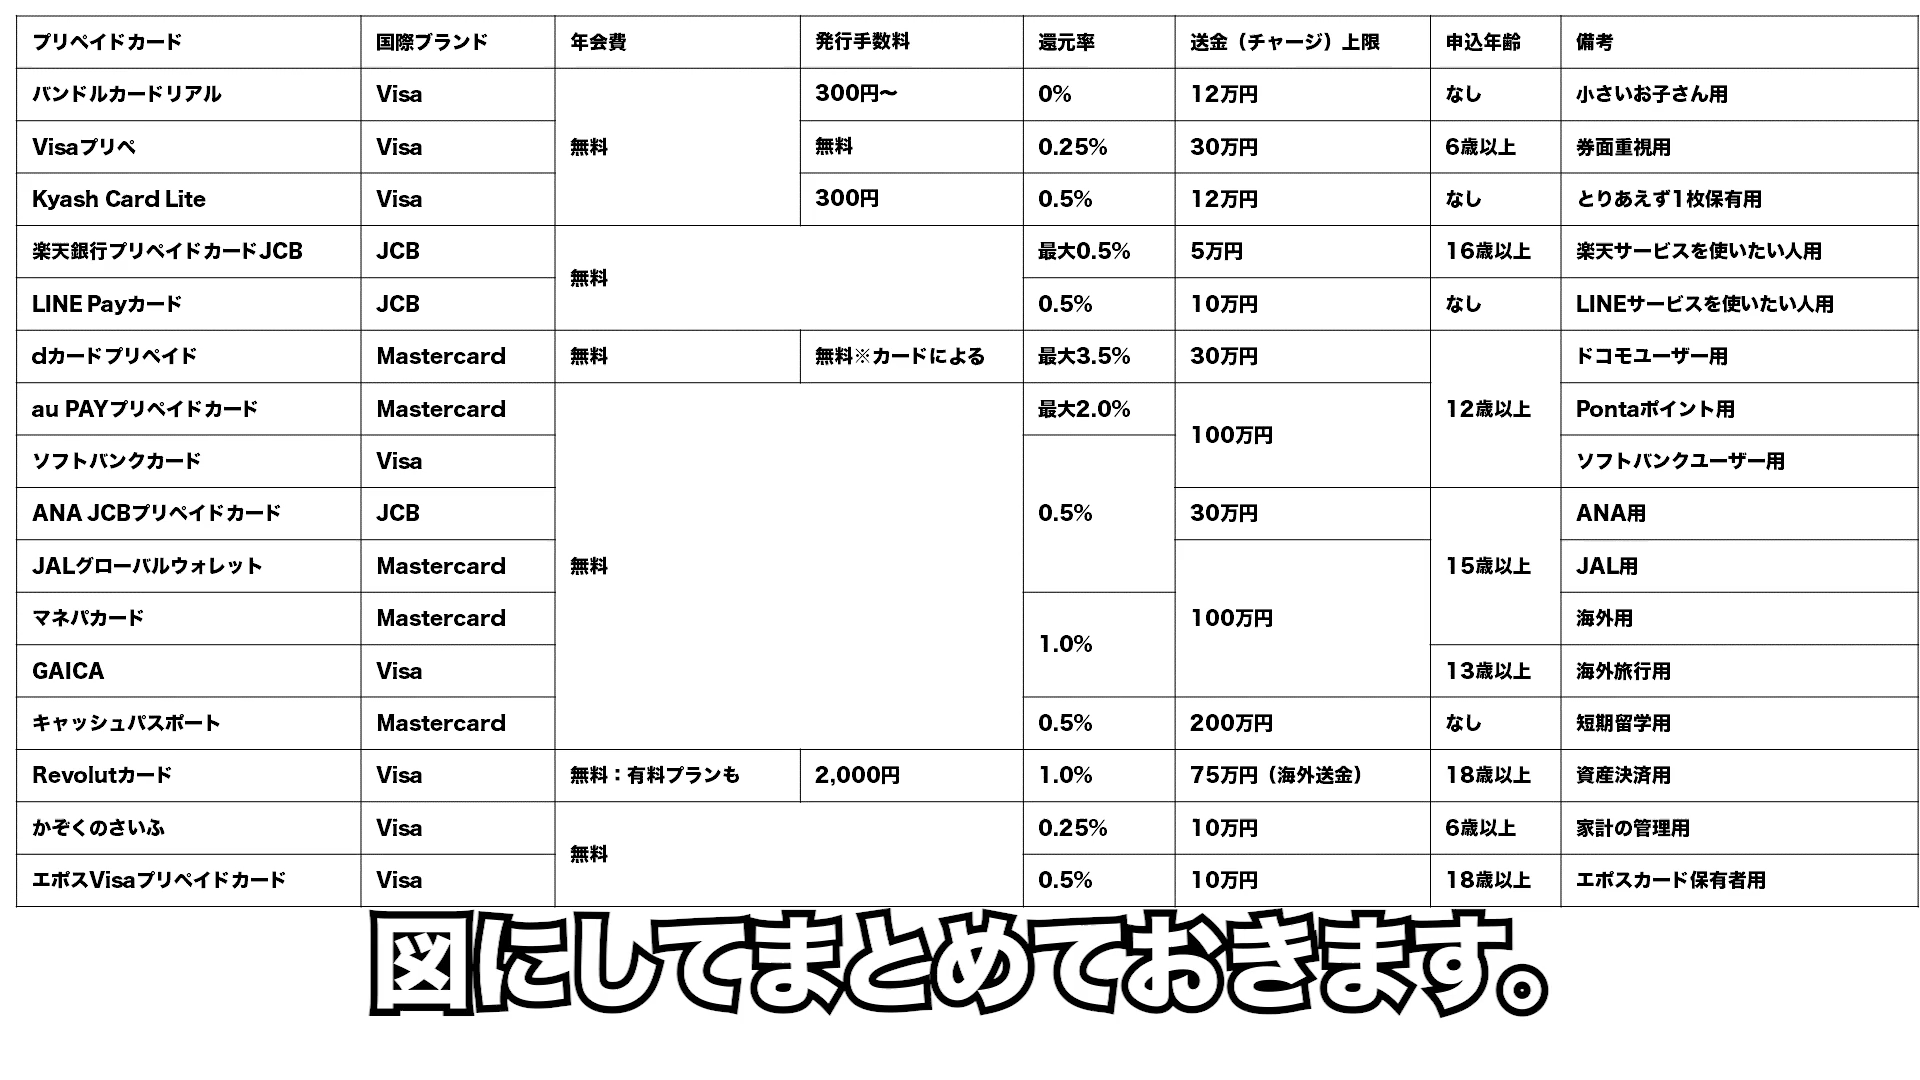 プリペイドカード 国際ブランド 年会費 発行手数料 還元率 送金（チャージ）上限 申込年齢 備考
バンドルカードリアル Visa 300円〜 0% 12万円 なし 小さいお子さん用
Visaプリペ Visa 無料 無料 0.25% 30万円 6歳以上 券面重視用
Kyash Card Lite Visa 300円 0.5% 12万円 なし とりあえず1枚保有用
楽天銀行プリペイドカードJCB JCB 最大0.5% 5万円 16歳以上 楽天サービスを使いたい人用
無料
LINE Payカード JCB 0.5% 10万円 なし LINEサービスを使いたい人用
dカードプリペイド Mastercard 無料 無料※カードによる 最大3.5% 30万円 ドコモユーザー用
au PAYプリペイドカード Mastercard 最大2.0% 12歳以上 Pontaポイント用
100万円
ソフトバンクカード Visa ソフトバンクユーザー用
ANA JCBプリペイドカード JCB 0.5% 30万円 ANA用
JALグローバルウォレット Mastercard 無料 15歳以上 JAL用
マネパカード Mastercard 100万円 海外用
1.0%
GAICA Visa 13歳以上 海外旅行用
キャッシュパスポート Mastercard 0.5% 200万円 なし 短期留学用
Revolutカード Visa 無料：有料プランも 2,000円 1.0% 75万円（海外送金） 18歳以上 資産決済用
かぞくのさいふ Visa 0.25% 10万円 6歳以上 家計の管理用
無料
エポスVisaプリペイドカード Visa 0.5% 10万円 18歳以上 エポスカード保有者用
図にしてまとめておきます。